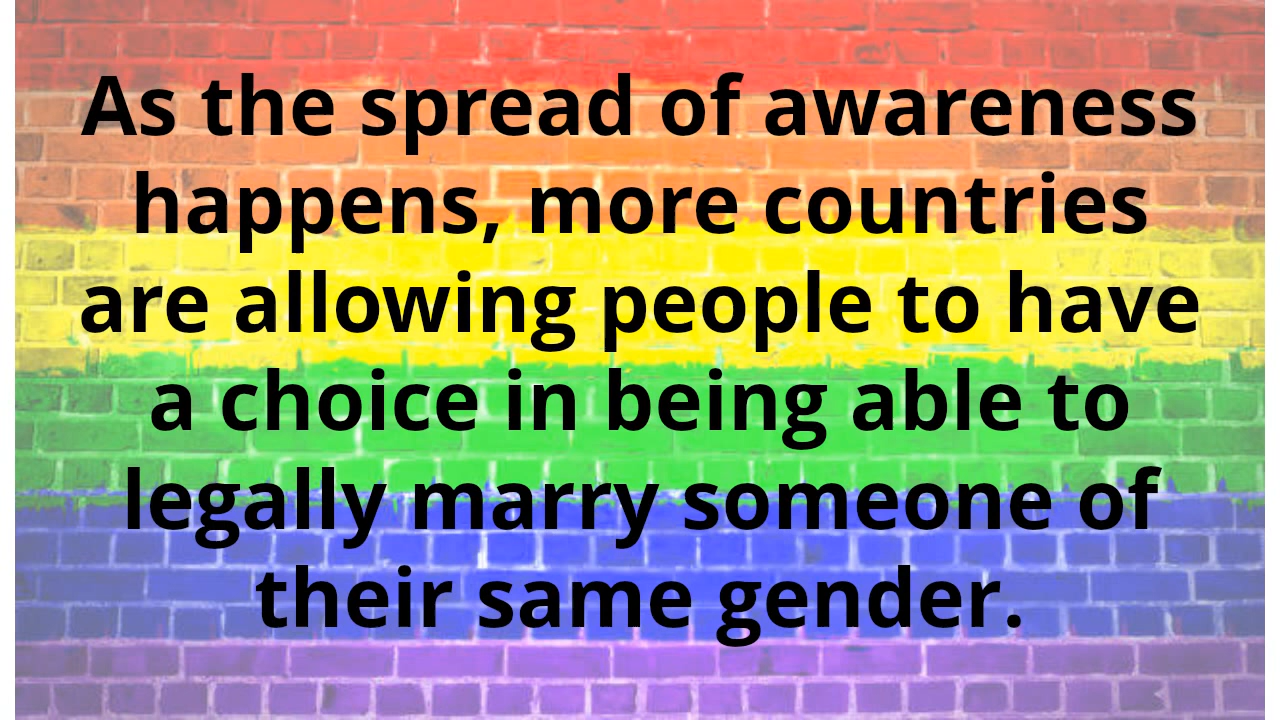 As the spread of awareness
happens, more countries
are allowing people to have
a choice in being able to
legally marry someone of
their same gender.